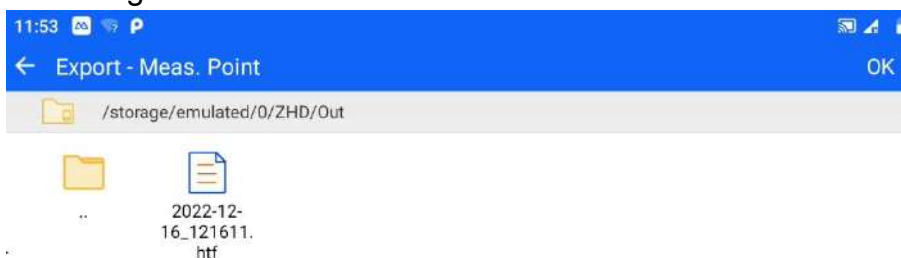 11:53
← Export - Meas. Point OK
/storage/emulated/0/ZHD/Out
..
2022-12-
16_121611.
htf